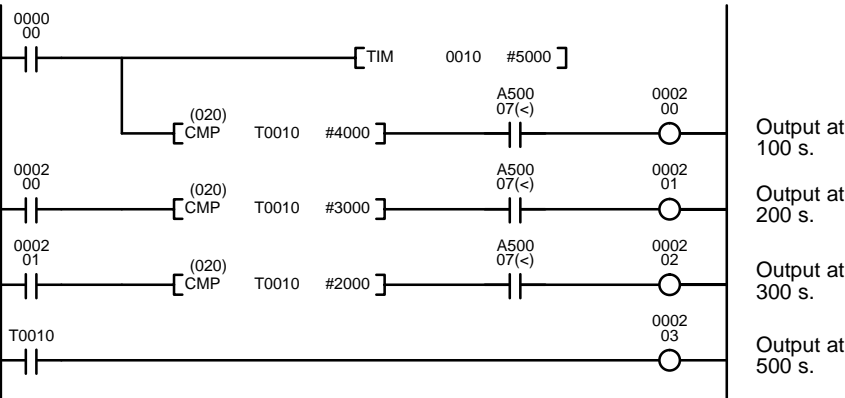 0000
00
TIM 0010 #5000
A500
07(<)
0002
00
(020)
CMP T0010 #4000
Output at
100 s.
0002
00
(020)
CMP T0010 #3000
A500
07(<)
0002
01
Output at
200 s.
0002
01
(020)
CMP T0010 #2000
A500
07(<)
0002
02
Output at
300 s.
T0010
0002
03
Output at
500 s.